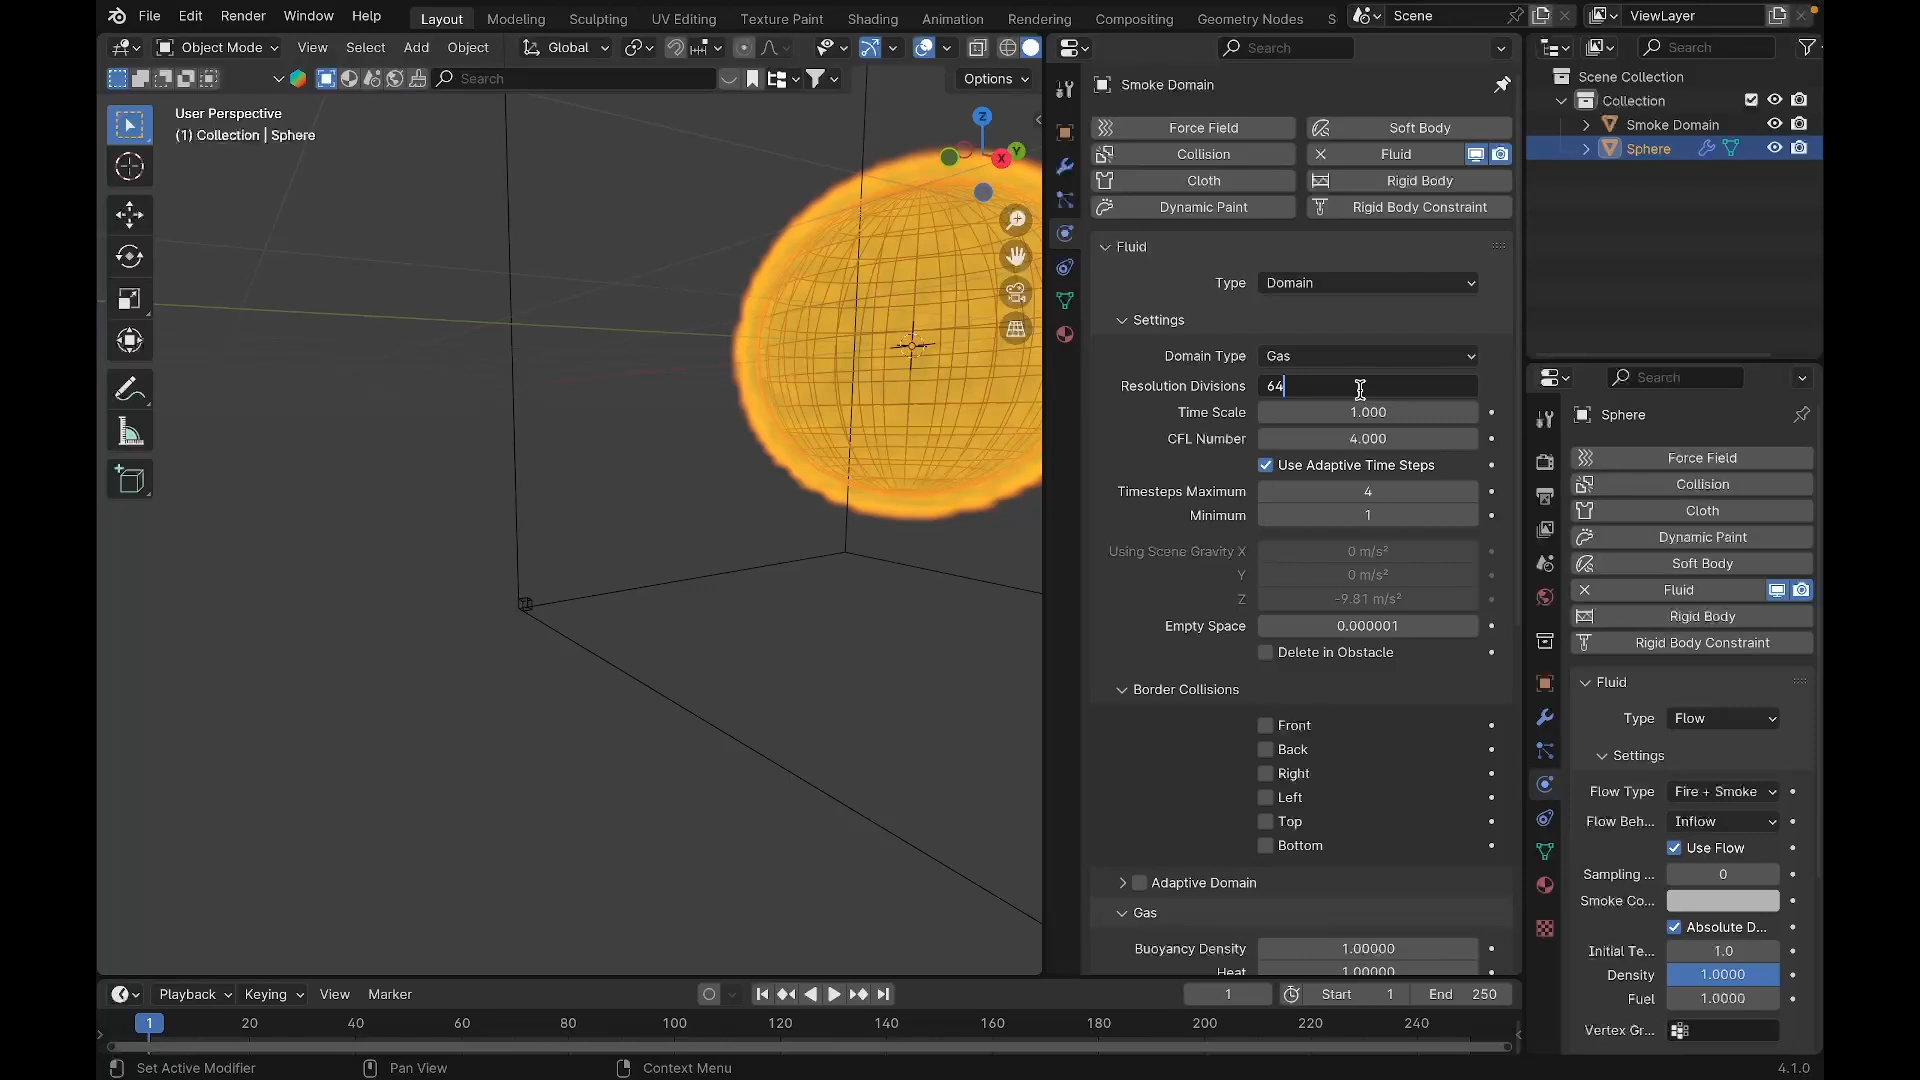 File Edit Render Window Help Layout Modeling Sculpting UV Editing Texture Paint Shading Animation Rendering Compositing Geometry Nodes S Scene ViewLayer
Object Mode View Select Add Object Global Search Search
Search Options
User Perspective
(1) Collection | Sphere
Z
X
Y
Smoke Domain
Force Field Soft Body
Collision Fluid
Cloth Rigid Body
Dynamic Paint Rigid Body Constraint
Fluid
Type Domain
Settings
Domain Type Gas
Resolution Divisions 64
Time Scale 1.000
CFL Number 4.000
Use Adaptive Time Steps
Timesteps Maximum 4
Minimum 1
Using Scene Gravity X 0 m/s²
Y 0 m/s²
Z -9.81 m/s²
Empty Space 0.000001
Delete in Obstacle
Border Collisions
Front
Back
Right
Left
Top
Bottom
Adaptive Domain
Gas
Buoyancy Density 1.00000
Heat 1.00000
Scene Collection
Collection
Smoke Domain
Sphere
Search
Sphere
Force Field
Collision
Cloth
Dynamic Paint
Soft Body
Fluid
Rigid Body
Rigid Body Constraint
Fluid
Type Flow
Settings
Flow Type Fire + Smoke
Flow Beh... Inflow
Use Flow
Sampling ... 0
Smoke Co...
Absolute D...
Initial Te... 1.0
Density 1.0000
Fuel 1.0000
Vertex Gr...
Playback Keying View Marker 1 Start 1 End 250
1 20 40 60 80 100 120 140 160 180 200 220 240
Set Active Modifier Pan View Context Menu 4.1.0